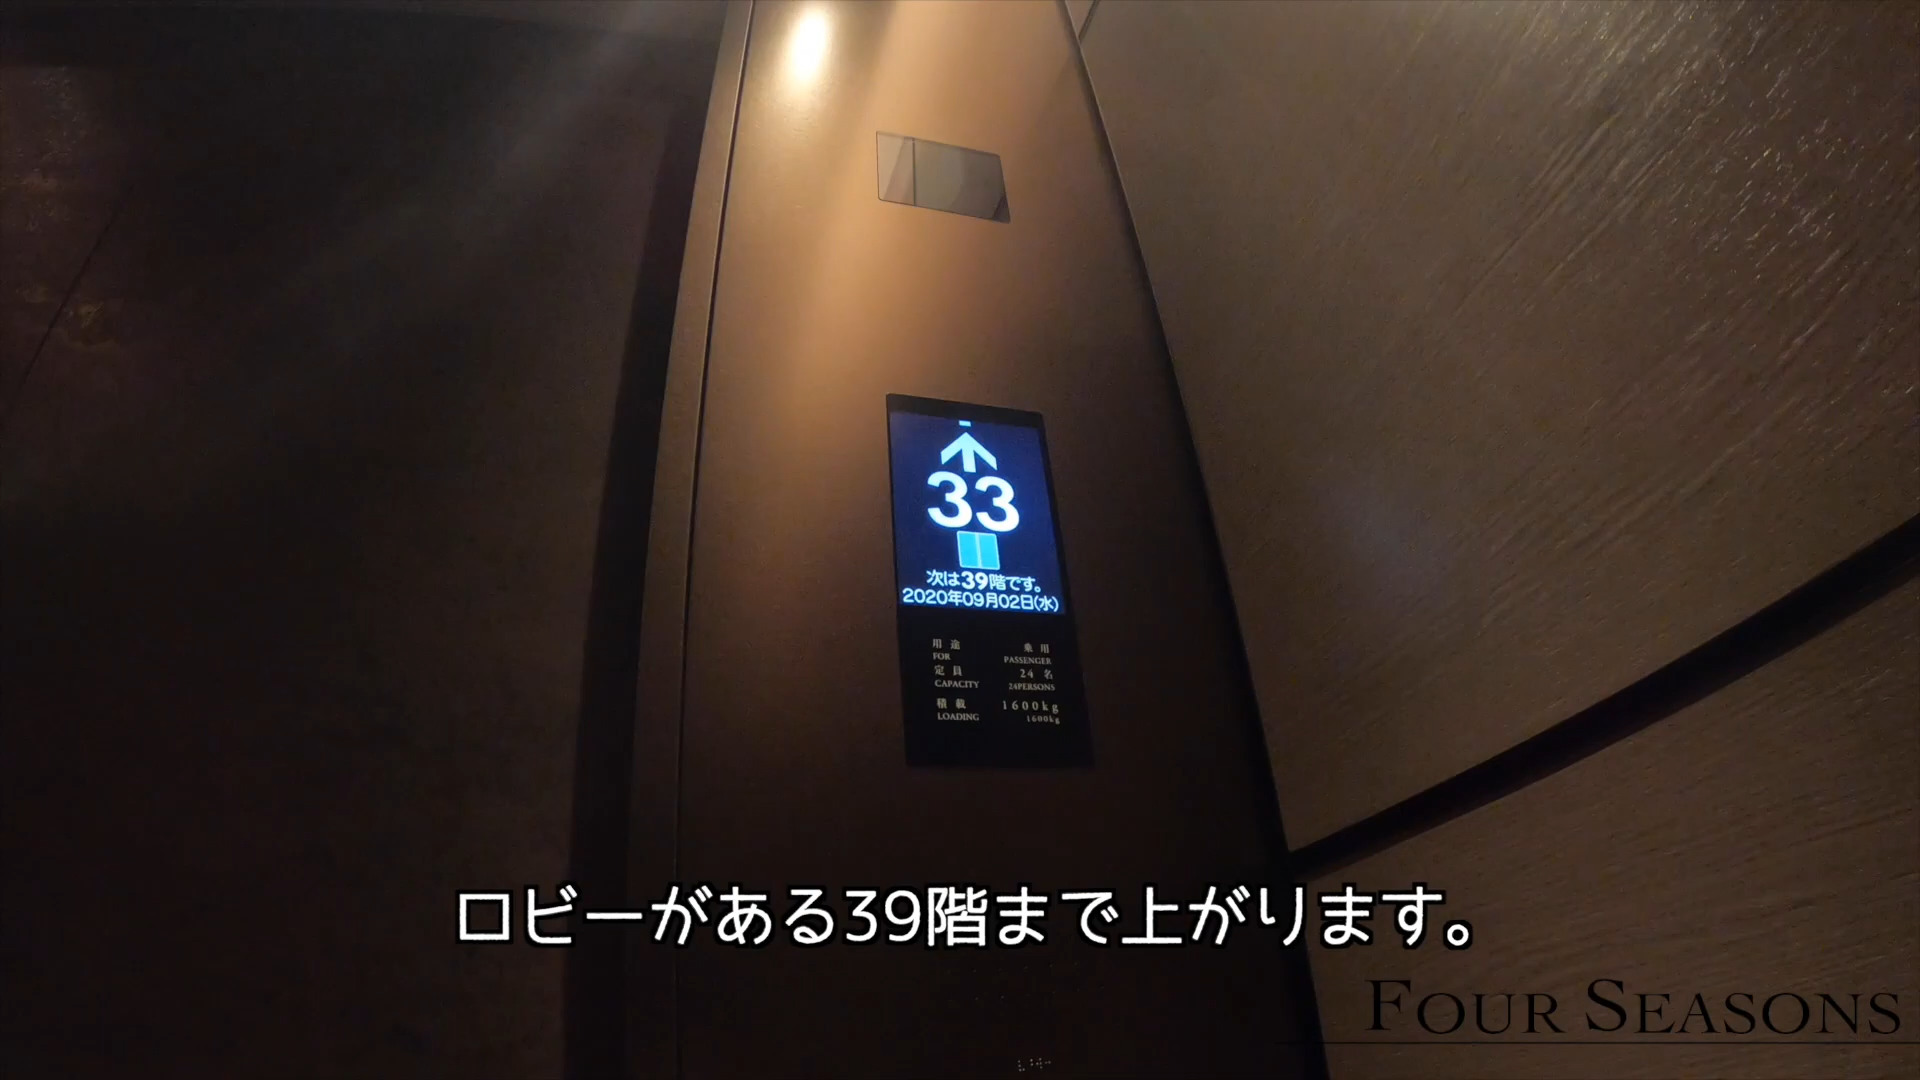 33
次は39階です。
2020年09月02日(水)
用途 乗用
FOR PASSENGER
定員 24名
CAPACITY 24PERSONS
積載 1600kg
LOADING 1600kg
ロビーがある39階まで上がります。
FOUR SEASONS